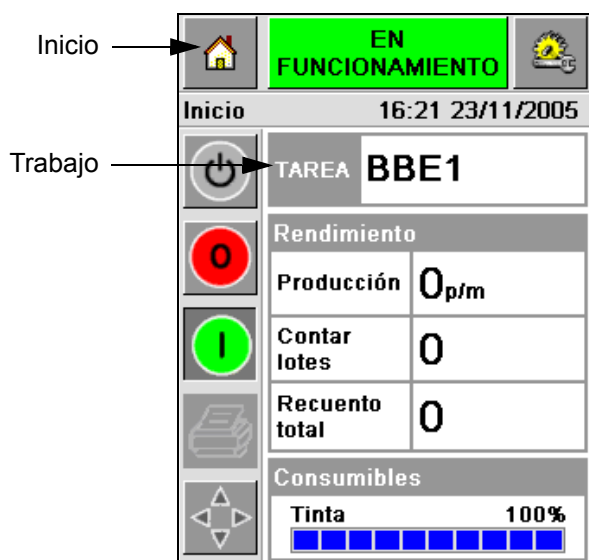 Inicio
EN
FUNCIONAMIENTO
Inicio 16:21 23/11/2005
Trabajo
TAREA BBE1
Rendimiento
0
Producción 0p/m
I
Contar
lotes 0
Recuento
total 0
Consumibles
Tinta 100%